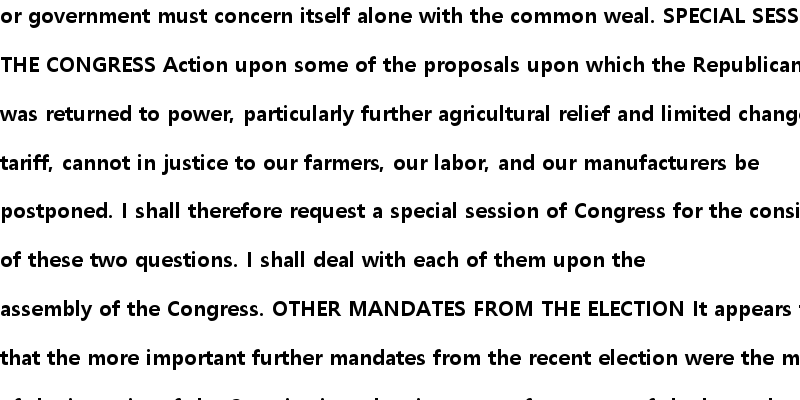 or government must concern itself alone with the common weal. SPECIAL SESS
THE CONGRESS Action upon some of the proposals upon which the Republican
was returned to power, particularly further agricultural relief and limited chang
tariff, cannot in justice to our farmers, our labor, and our manufacturers be
postponed. I shall therefore request a special session of Congress for the consi
of these two questions. I shall deal with each of them upon the
assembly of the Congress. OTHER MANDATES FROM THE ELECTION It appears
that the more important further mandates from the recent election were the m